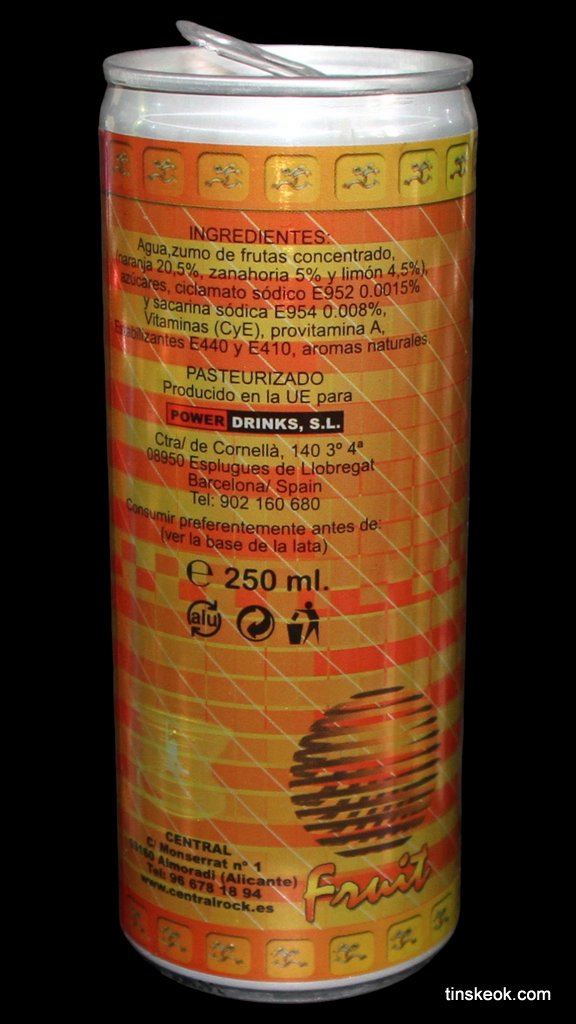 INGREDIENTES:
Agua,zumo de frutas concentrado,
naranja 20,5%, zanahoria 5% y limón 4,5%),
azúcares, ciclamato sódico E952 0.0015%
y sacarina sódica E954 0.008%,
Vitaminas (CyE), provitamina A,
Estabilizantes E440 y E410, aromas naturales.
PASTEURIZADO
Producido en la UE para
POWER DRINKS, S.L.
Ctra/ de Cornellà, 140 3º 4ª
08950 Esplugues de Llobregat
Barcelona/ Spain
Tel: 902 160 680
Consumir preferentemente antes de:
(ver la base de la lata)
e 250 ml.
alu
CENTRAL
C/ Monserrat nº 1
Almoradi (Alicante)
Tel: 96 678 18 94
www.centralrock.es
Fruit
tinskeok.com